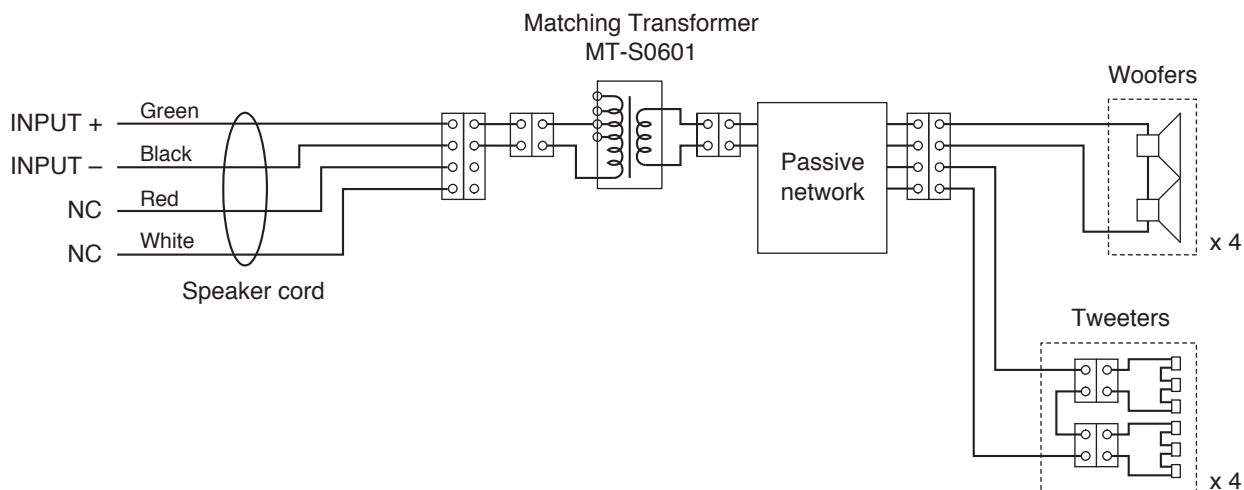 Matching Transformer
MT-S0601
Woofers
INPUT +
Green
INPUT –
Black
NC
Red
NC
White
Speaker cord
Passive
network
x 4
Tweeters
x 4